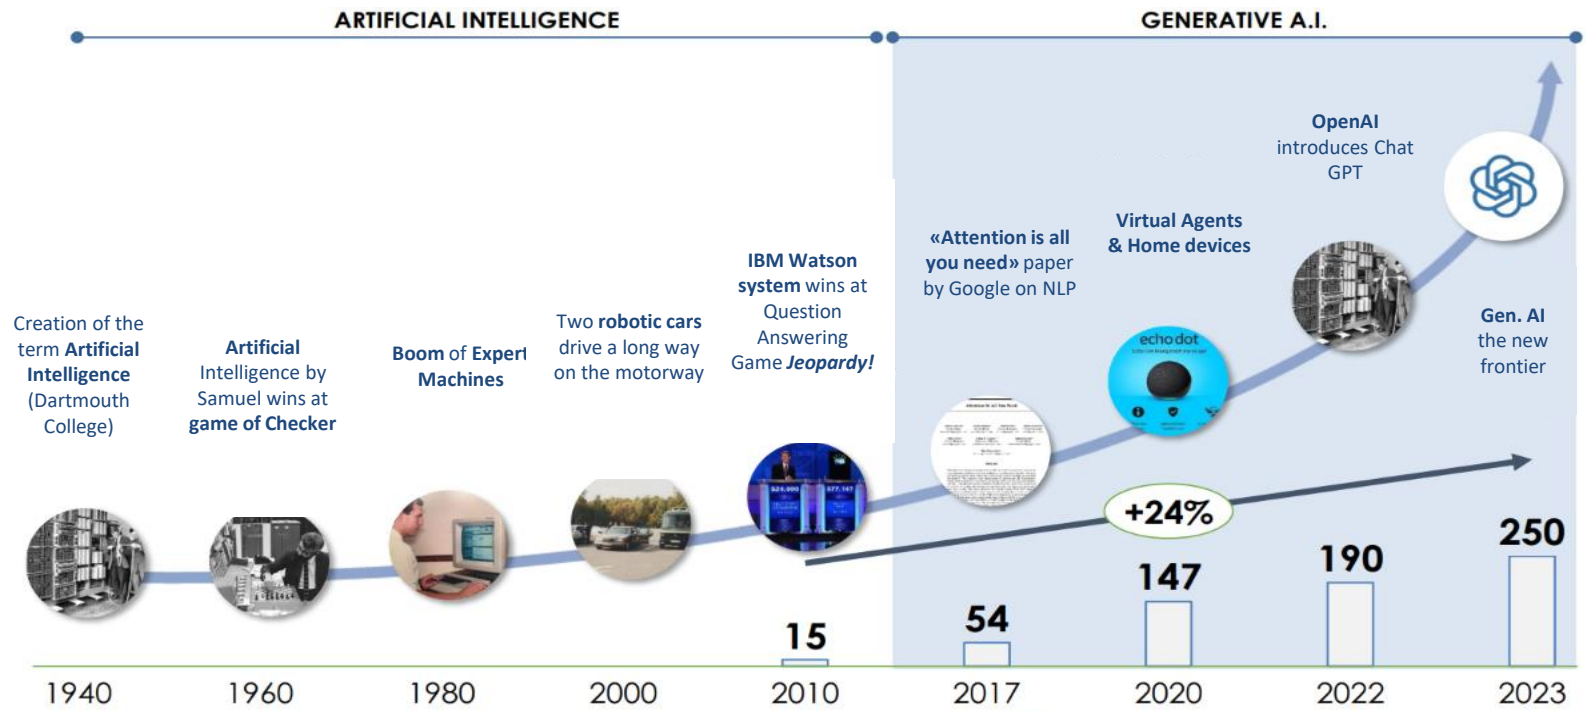 ARTIFICIAL INTELLIGENCE
GENERATIVE A.I.
Creation of the
term Artificial
Intelligence
(Dartmouth
College)
Artificial
Intelligence by
Samuel wins at
game of Checker
Boom of Expert
Machines
Two robotic cars
drive a long way
on the motorway
IBM Watson
system wins at
Question
Answering
Game Jeopardy!
«Attention is all
you need» paper
by Google on NLP
Virtual Agents
& Home devices
OpenAI
introduces Chat
GPT
Gen. AI
the new
frontier
echo dot
$24,000
$77,147
+24%
15
54
147
190
250
1940
1960
1980
2000
2010
2017
2020
2022
2023